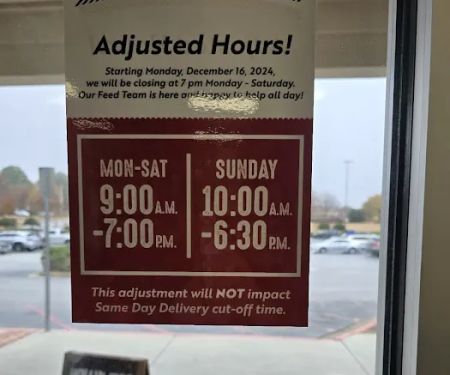 Adjusted Hours!
Starting Monday, December 16, 2024,
we will be closing at 7 pm Monday - Saturday.
Our Feed Team is here and happy to help all day!
MON-SAT
9:00 A.M.
-7:00 P.M.
SUNDAY
10:00 A.M.
-6:30 P.M.
This adjustment will NOT impact
Same Day Delivery cut-off time.